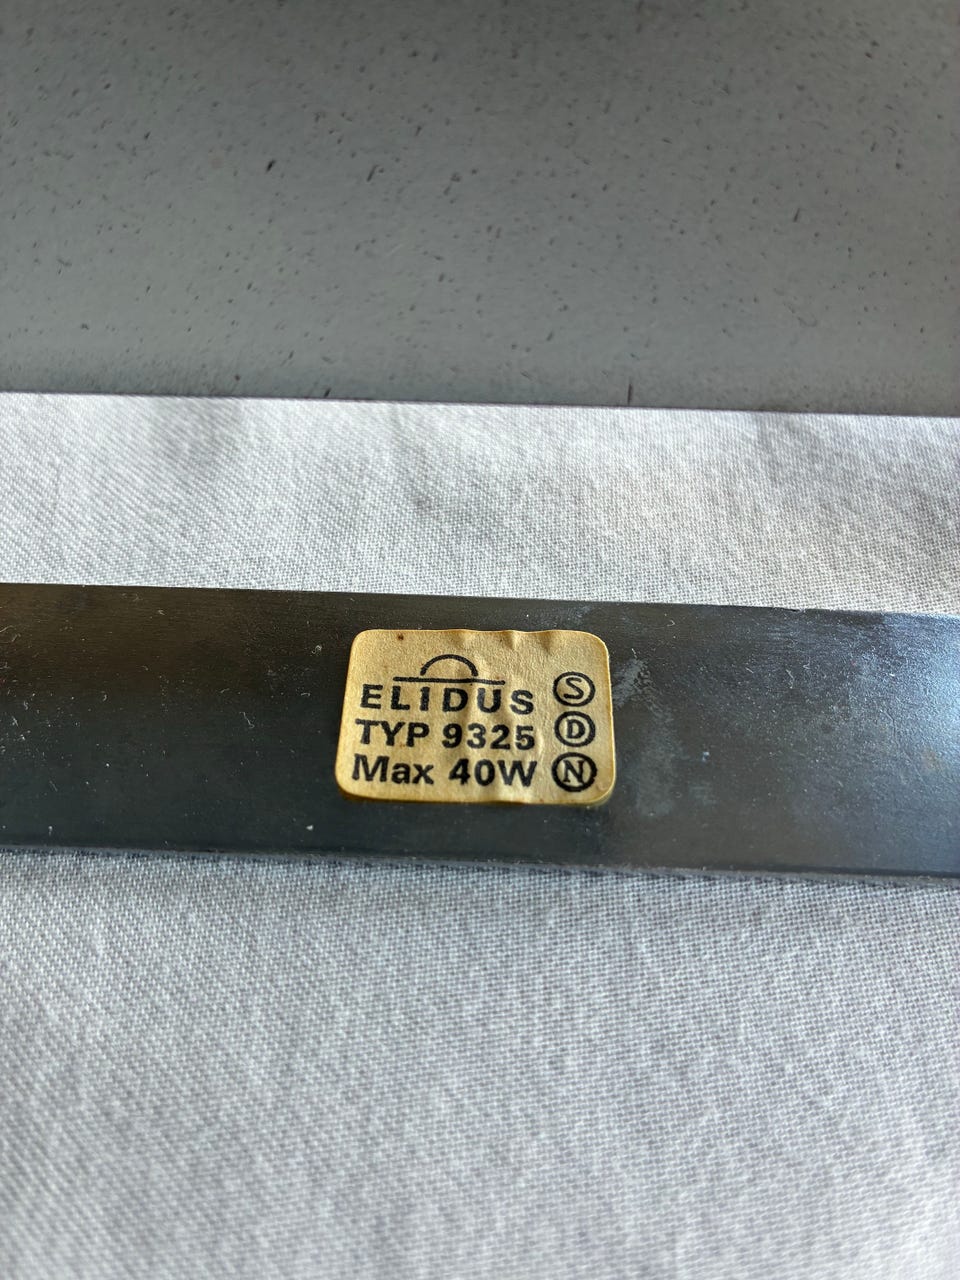 ELIDUS Ⓢ
TYP 9325 Ⓓ
Max 40W Ⓝ